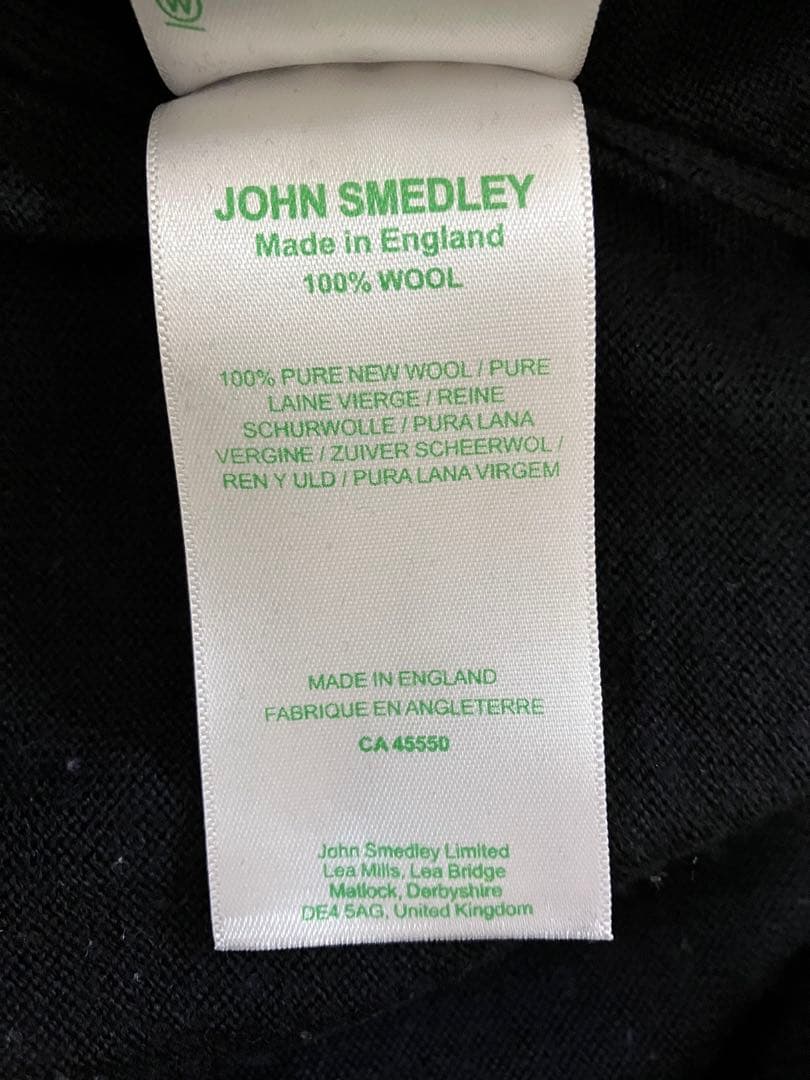 W
JOHN SMEDLEY
Made in England
100% WOOL
100% PURE NEW WOOL / PURE
LAINE VIERGE / REINE
SCHURWOLLE / PURA LANA
VERGINE / ZUIVER SCHEERWOL /
REN Y ULD / PURA LANA VIRGEM
MADE IN ENGLAND
FABRIQUE EN ANGLETERRE
CA 45550
John Smedley Limited
Lea Mills, Lea Bridge
Matlock, Derbyshire
DE4 5AG, United Kingdom